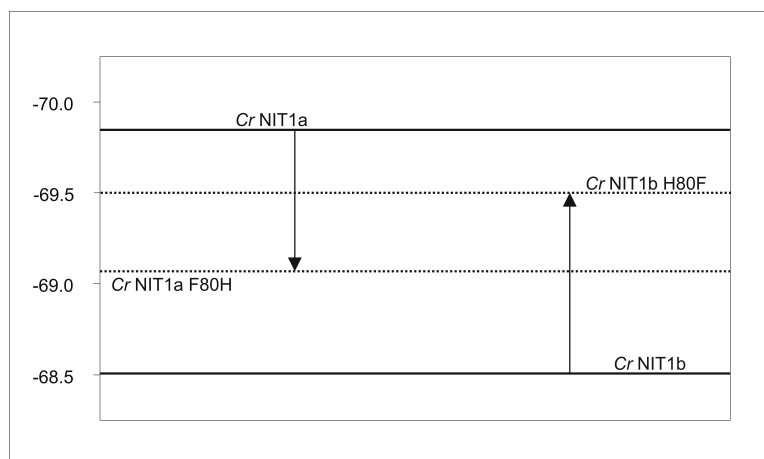 -70.0
Cr NIT1a
Cr NIT1b H80F
-69.5
-69.0
Cr NIT1a F80H
Cr NIT1b
-68.5